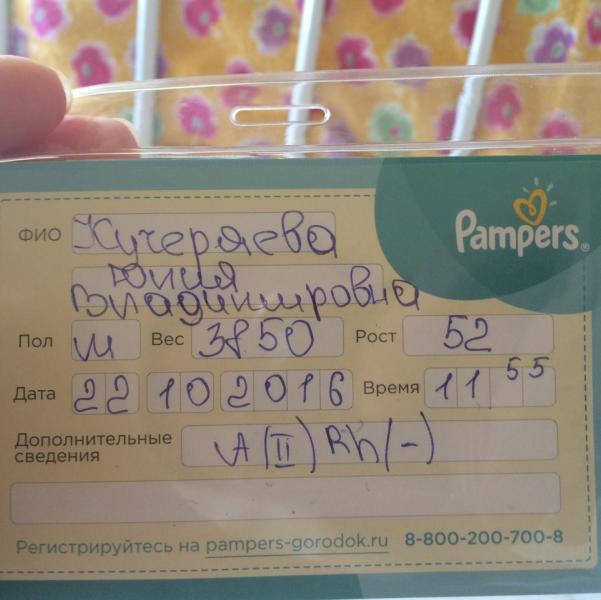 Pampers®
ФИО Кучеряева
Юлия
Владимировна
Пол м Вес 3850 Рост 52
Дата 22 10 2016 Время 11 55
Дополнительные сведения A(II) Rh(-)
Регистрируйтесь на pampers-gorodok.ru 8-800-200-700-8